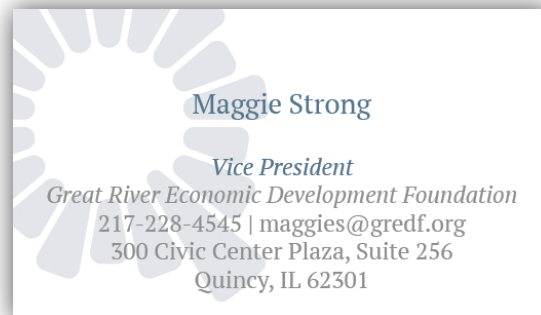 Maggie Strong
Vice President
Great River Economic Development Foundation
217-228-4545 | maggies@gredf.org
300 Civic Center Plaza, Suite 256
Quincy, IL 62301